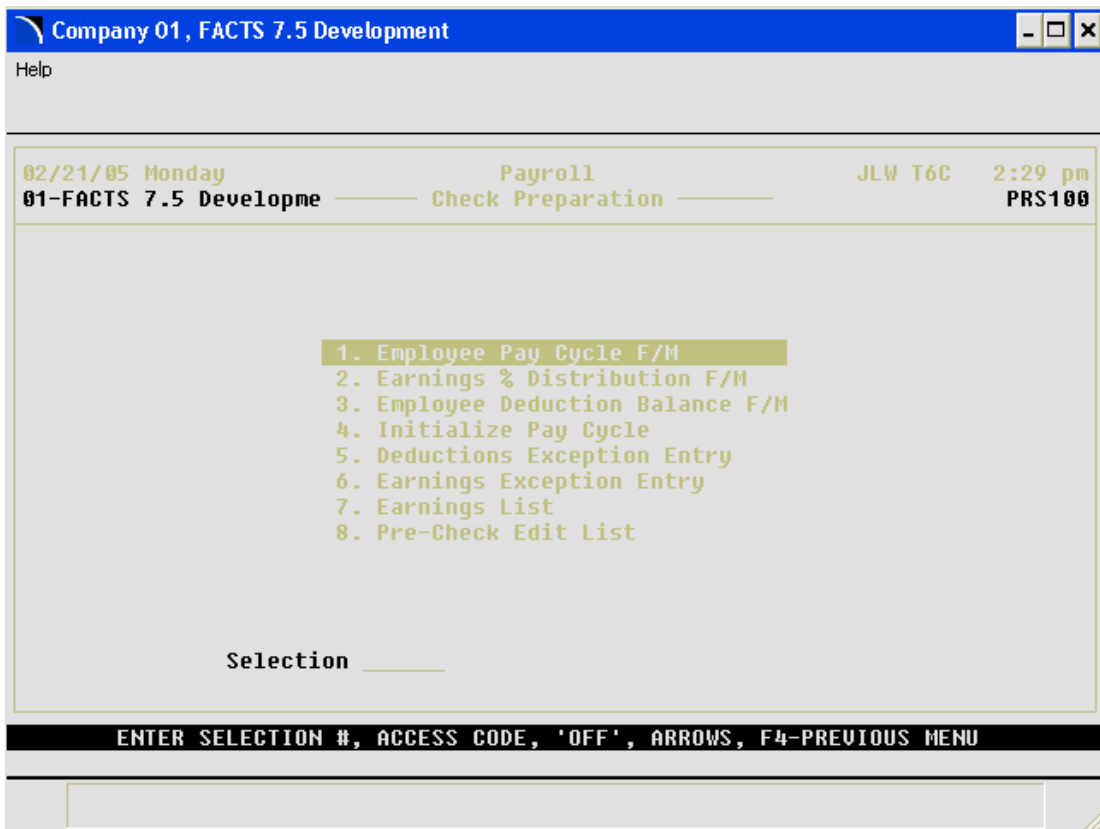 Company 01, FACTS 7.5 Development
Help
02/21/05 Monday Payroll JLW T6C 2:29 pm
01-FACTS 7.5 Developme Check Preparation PRS100
1. Employee Pay Cycle F/M
2. Earnings % Distribution F/M
3. Employee Deduction Balance F/M
4. Initialize Pay Cycle
5. Deductions Exception Entry
6. Earnings Exception Entry
7. Earnings List
8. Pre-Check Edit List
Selection ______
ENTER SELECTION #, ACCESS CODE, 'OFF', ARROWS, F4-PREVIOUS MENU